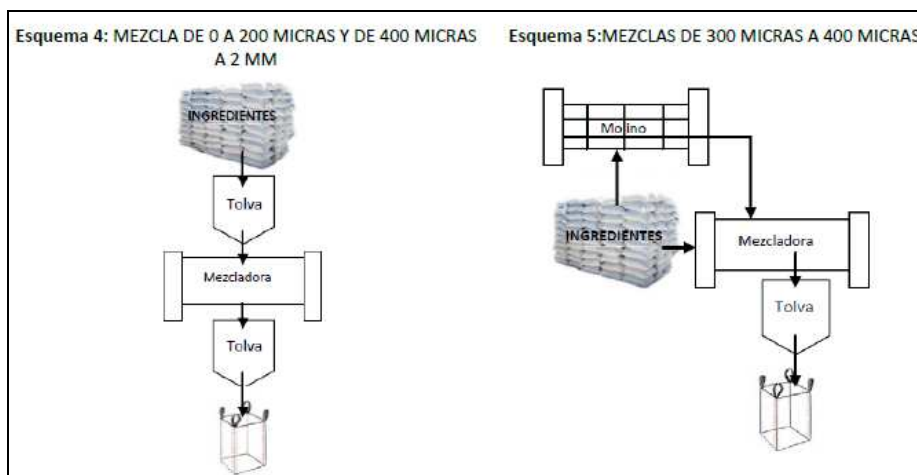 Esquema 4: MEZCLA DE 0 A 200 MICRAS Y DE 400 MICRAS
A 2 MM
INGREDIENTES
Tolva
Mezcladora
Tolva
Esquema 5:MEZCLAS DE 300 MICRAS A 400 MICRAS
Molino
INGREDIENTES
Mezcladora
Tolva